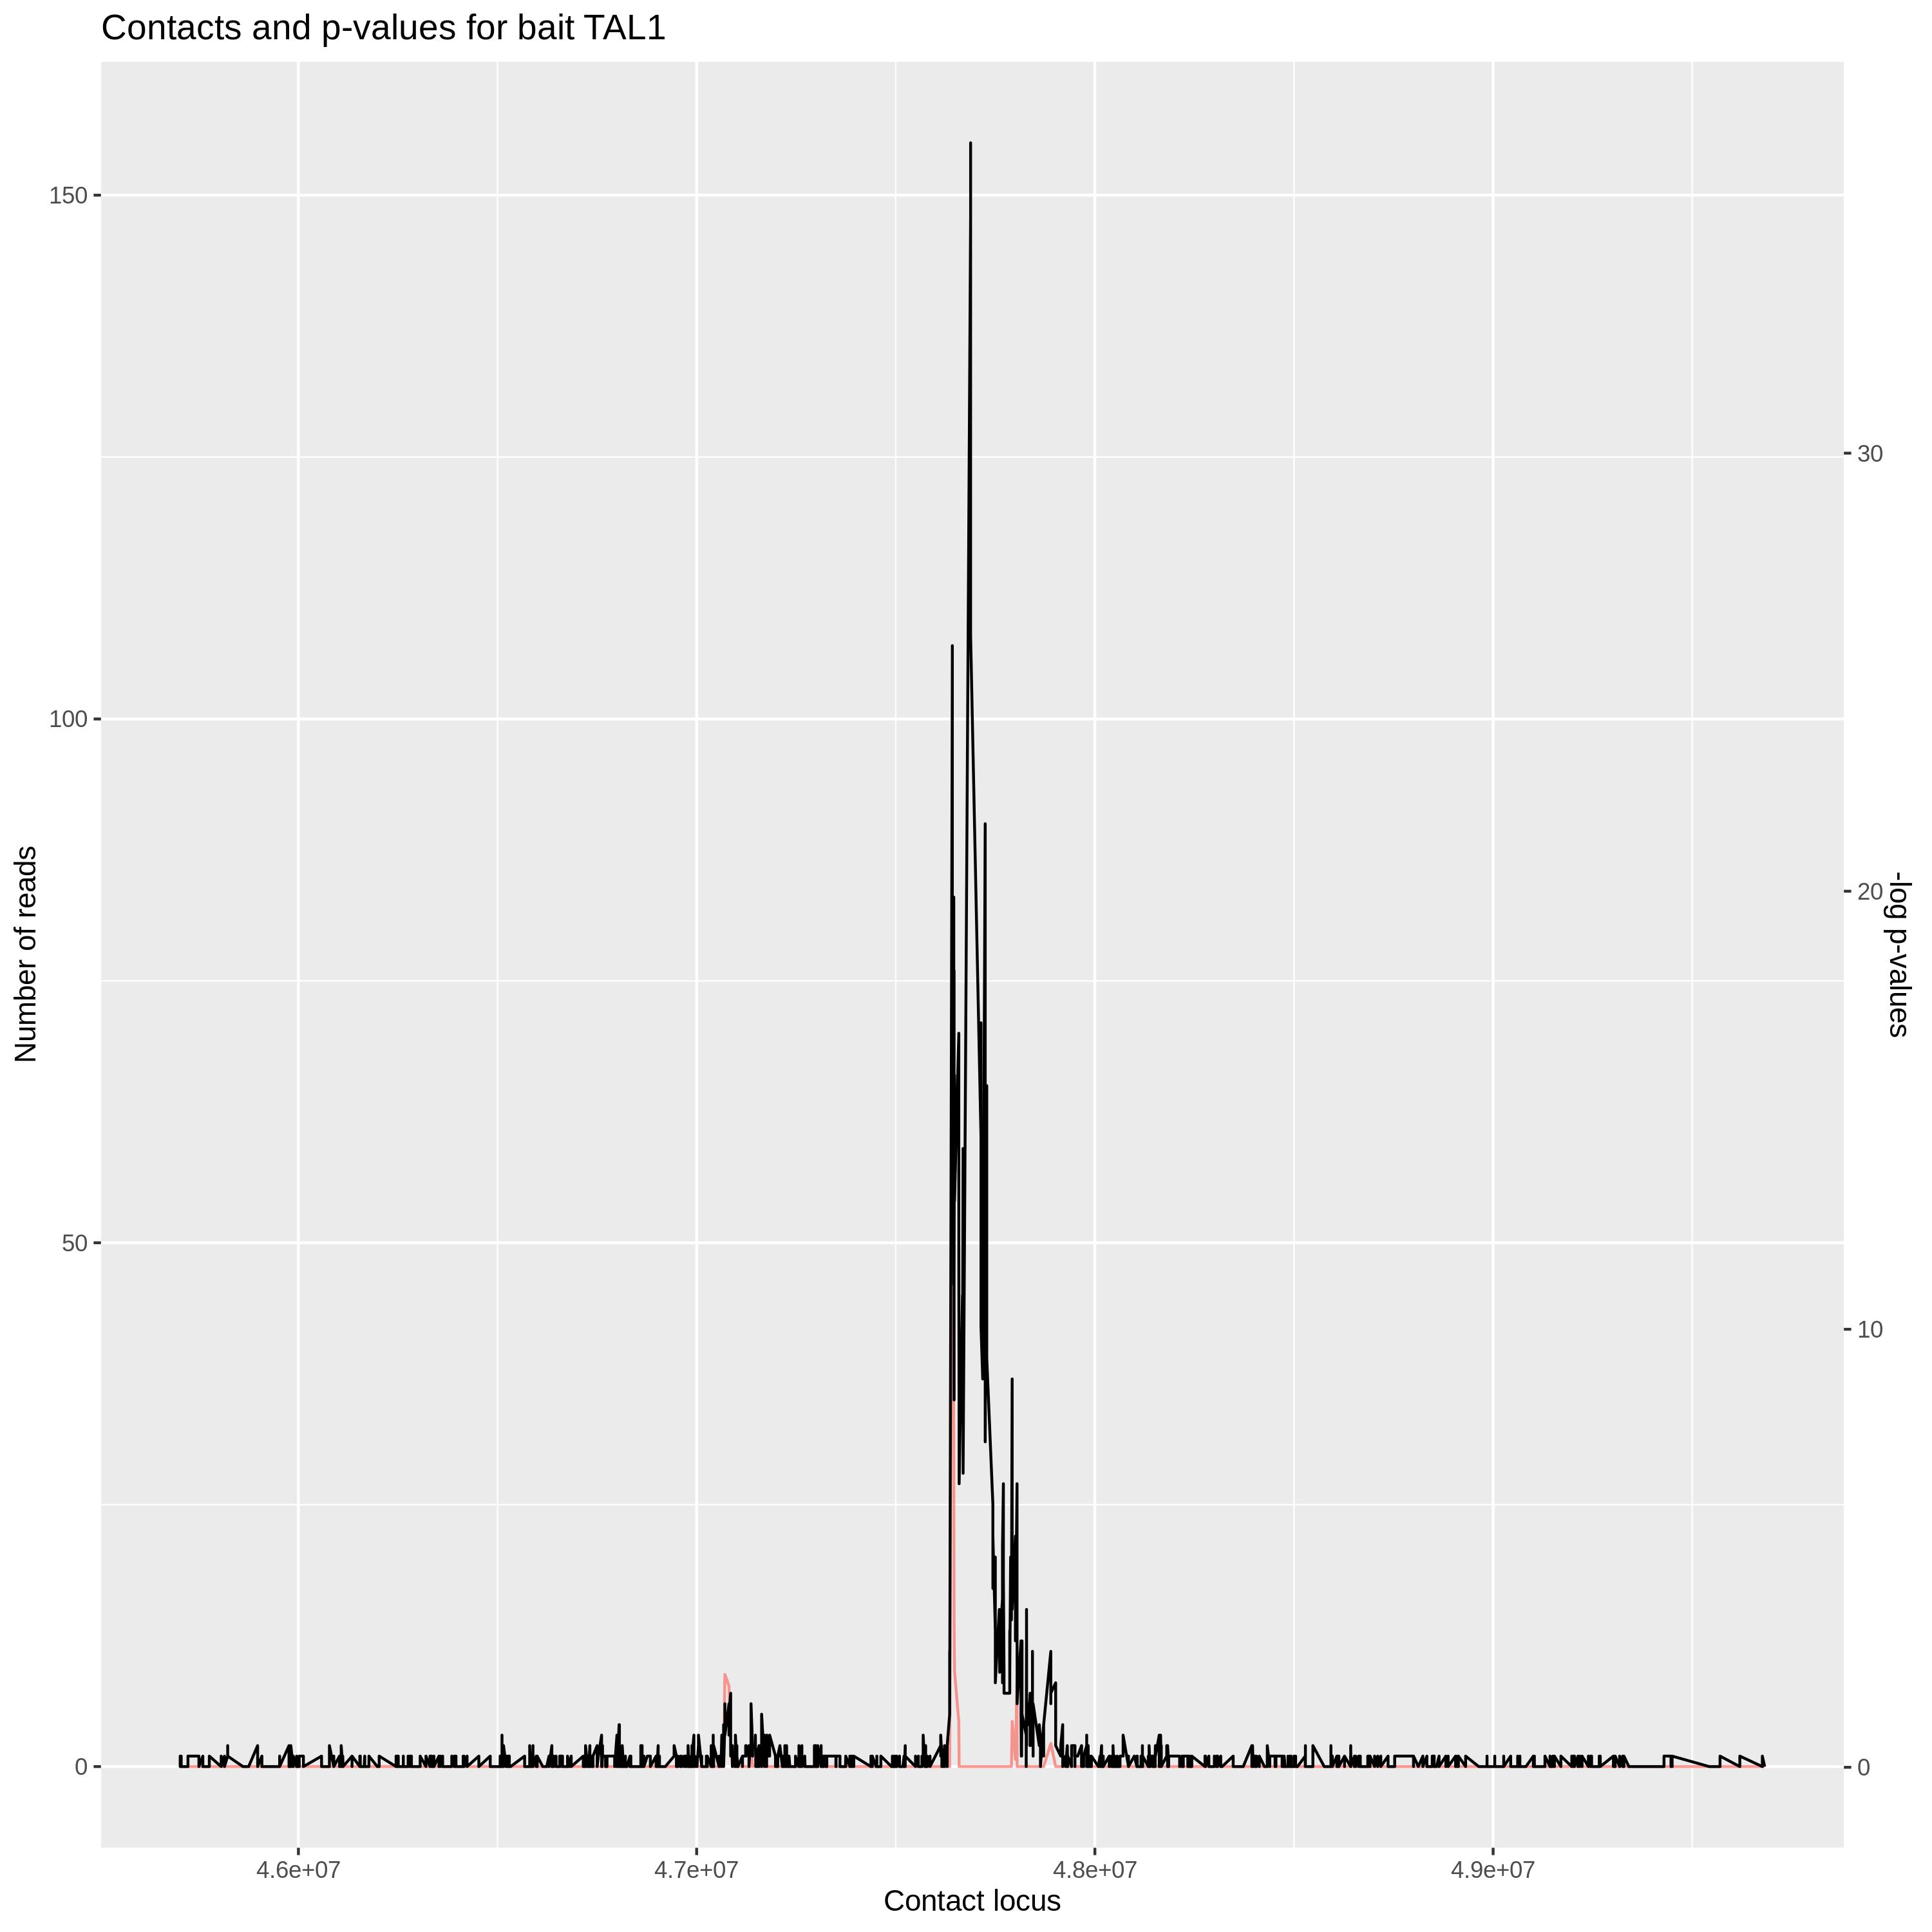 Contacts and p-values for bait TAL1
150
100
50
0
Number of reads
30
20
10
0
-log p-values
4.6e+07
4.7e+07
4.8e+07
4.9e+07
Contact locus